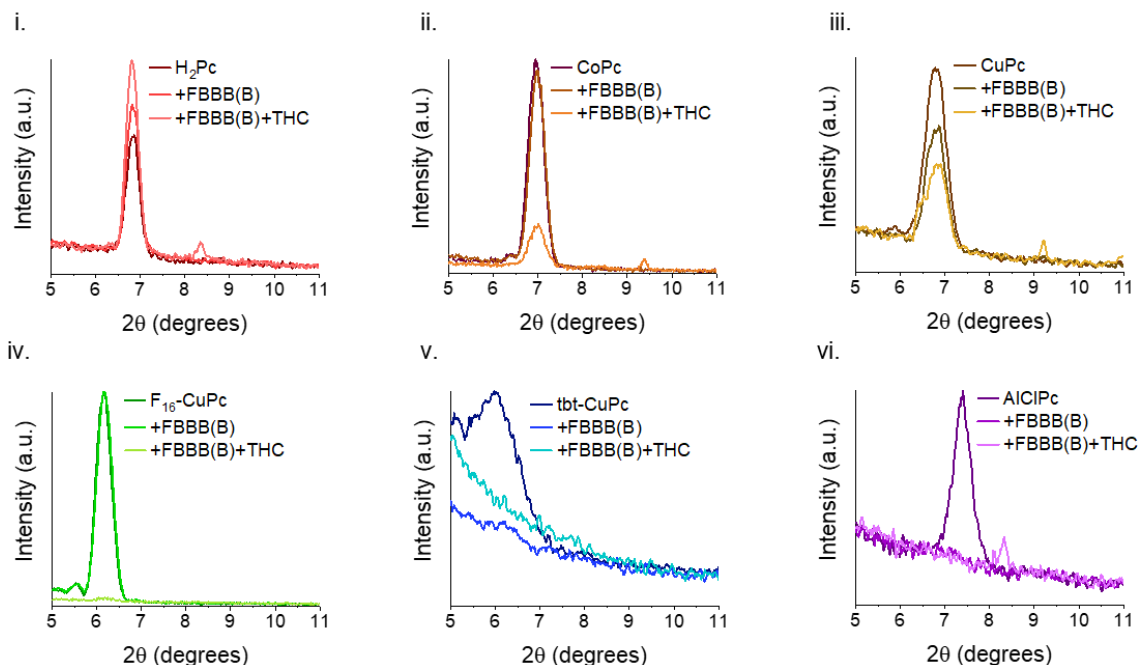 i.
H₂Pc
+FBBB(B)
+FBBB(B)+THC
Intensity (a.u.)
5 6 7 8 9 10 11
2θ (degrees)
ii.
CoPc
+FBBB(B)
+FBBB(B)+THC
Intensity (a.u.)
5 6 7 8 9 10 11
2θ (degrees)
iii.
CuPc
+FBBB(B)
+FBBB(B)+THC
Intensity (a.u.)
5 6 7 8 9 10 11
2θ (degrees)
iv.
F₁₆-CuPc
+FBBB(B)
+FBBB(B)+THC
Intensity (a.u.)
5 6 7 8 9 10 11
2θ (degrees)
v.
tbt-CuPc
+FBBB(B)
+FBBB(B)+THC
Intensity (a.u.)
5 6 7 8 9 10 11
2θ (degrees)
vi.
AlClPc
+FBBB(B)
+FBBB(B)+THC
Intensity (a.u.)
5 6 7 8 9 10 11
2θ (degrees)